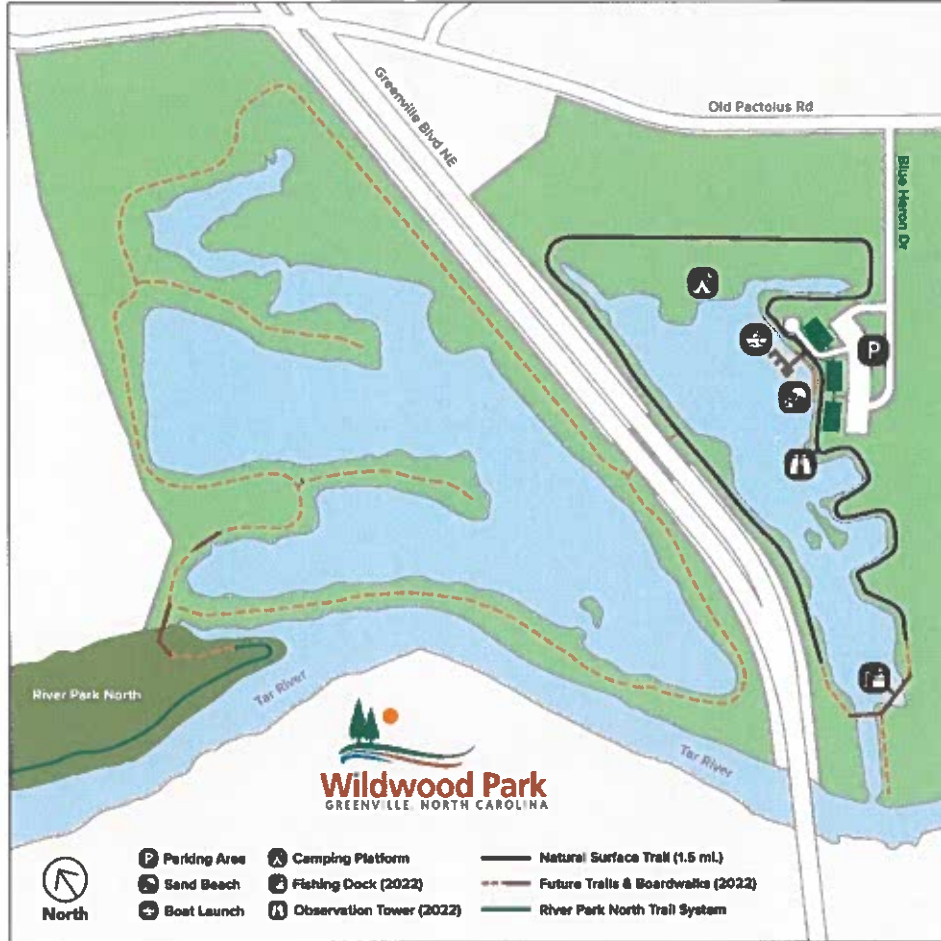 Greenville Blvd NE
Old Pactolus Rd
Blue Heron Dr
P
River Park North
Tar River
Tar River
Wildwood Park
GREENVILLE, NORTH CAROLINA
North
P Parking Area
Sand Beach
Boat Launch
Camping Platform
Fishing Dock (2022)
Observation Tower (2022)
Natural Surface Trail (1.5 mi.)
Future Trails & Boardwalks (2022)
River Park North Trail System